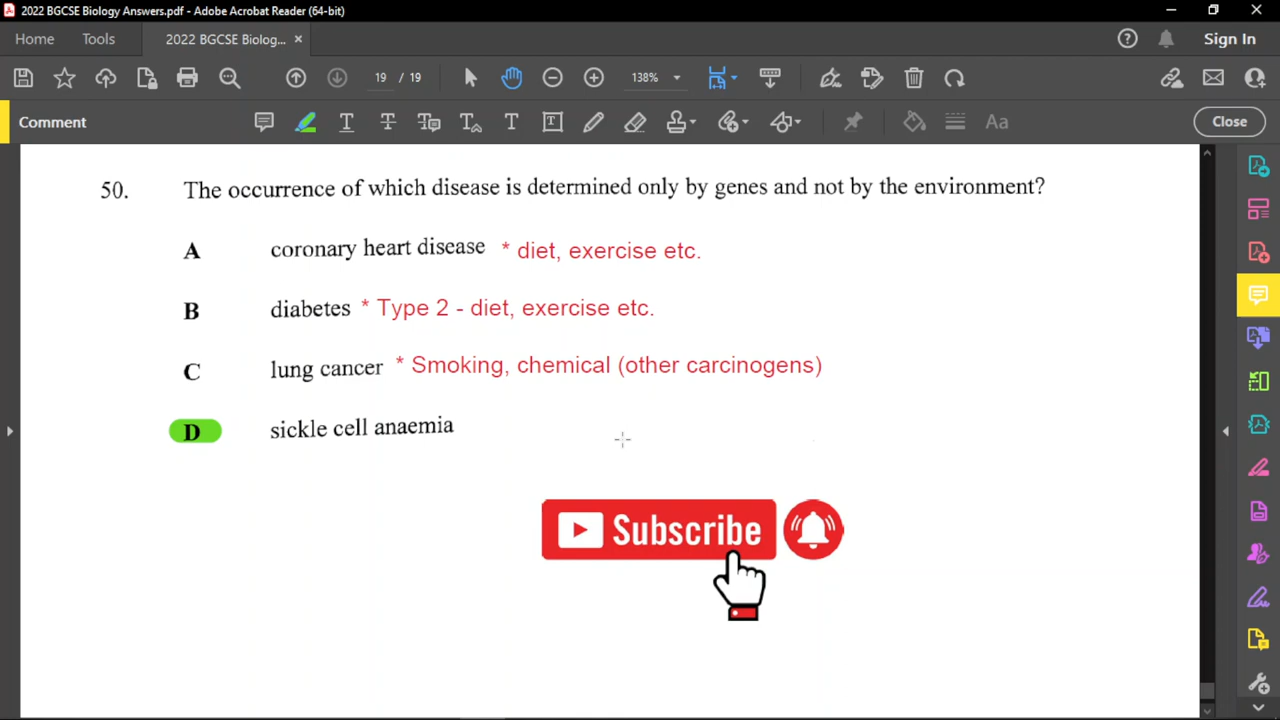 2022 BGCSE Biology Answers.pdf - Adobe Acrobat Reader (64-bit)
Home Tools 2022 BGCSE Biolog... × Sign In
19 / 19 138%
Comment Close
50. The occurrence of which disease is determined only by genes and not by the environment?
A coronary heart disease * diet, exercise etc.
B diabetes * Type 2 - diet, exercise etc.
C lung cancer * Smoking, chemical (other carcinogens)
D sickle cell anaemia
Subscribe